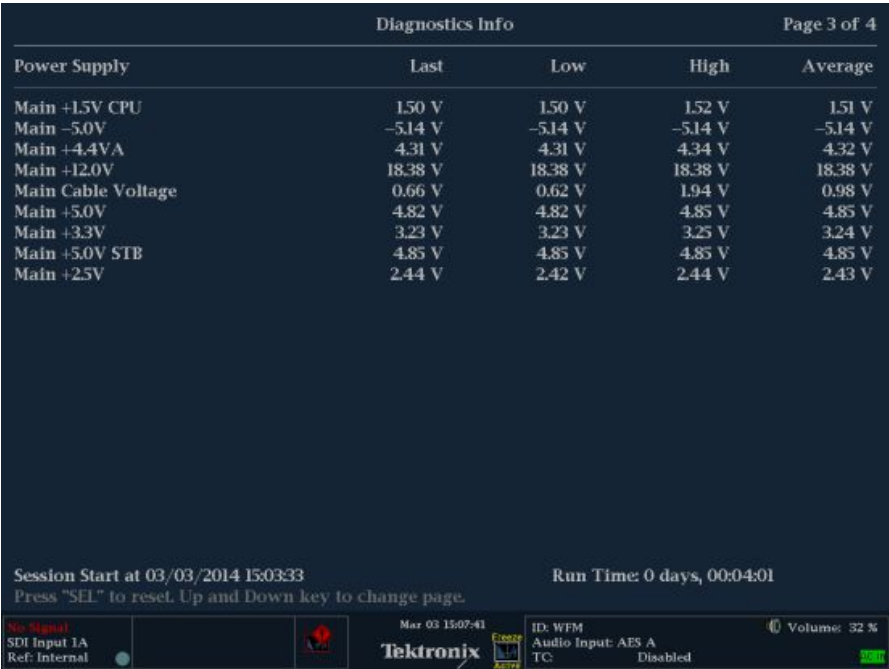 Diagnostics Info Page 3 of 4
Power Supply Last Low High Average
Main +1.5V CPU 1.50 V 1.50 V 1.52 V 1.51 V
Main -5.0V -5.14 V -5.14 V -5.14 V -5.14 V
Main +4.4VA 4.31 V 4.31 V 4.34 V 4.32 V
Main +12.0V 18.38 V 18.38 V 18.38 V 18.38 V
Main Cable Voltage 0.66 V 0.62 V 1.94 V 0.98 V
Main +5.0V 4.82 V 4.82 V 4.85 V 4.85 V
Main +3.3V 3.23 V 3.23 V 3.25 V 3.24 V
Main +5.0V STB 4.85 V 4.85 V 4.85 V 4.85 V
Main +2.5V 2.44 V 2.42 V 2.44 V 2.43 V
Session Start at 03/03/2014 15:03:33 Run Time: 0 days, 00:04:01
Press "SEL" to reset. Up and Down key to change page.
No Signal
SDI Input 1A
Ref: Internal
Mar 03 15:07:41
Tektronix
Freeze
Active
ID: WFM
Audio Input: AES A
TC: Disabled
Volume: 32 %